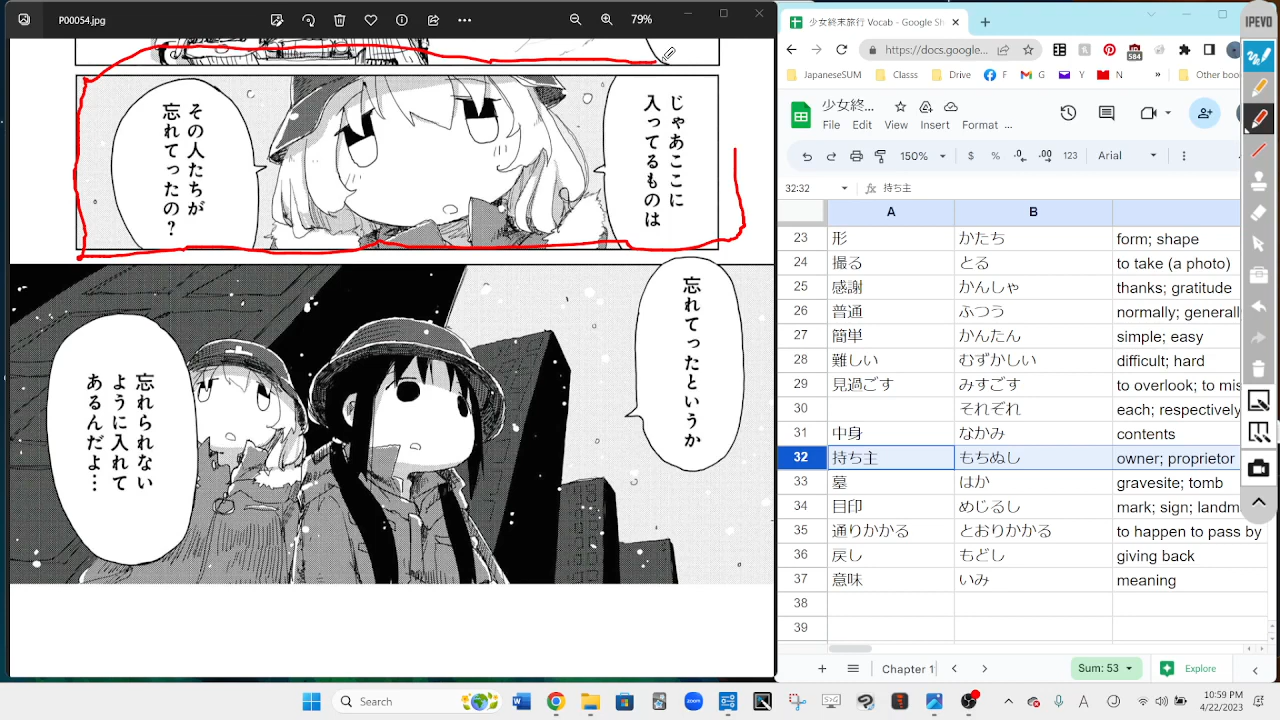 P00054.jpg
79%
じゃあここに
入ってるものは
その人たちが
忘れてったの？
忘れてったというか
忘れられない
ように入れて
あるんだよ…
少女終末旅行 Vocab - Google Sh
https://docs.google...
584
JapaneseSUM
Classs
Dridge
F
G
Y
N
Other boo
少女終...
File Edit View Insert Format ...
150%
$ % .0 .00 123
Arial
32:32
fx 持ち主
A B
23 形 かたち form; shape
24 撮る とる to take (a photo)
25 感謝 かんしゃ thanks; gratitude
26 普通 ふつう normally; generall
27 簡単 かんたん simple; easy
28 難しい むずかしい difficult; hard
29 見過ごす みすごす to overlook; to mis
30 それぞれ ech; respectively
31 中身 なかみ contents
32 持ち主 もちぬし owner; proprietor
33 墓 はか gravesite; tomb
34 目印 めじるし mark; sign; landm
35 通りかかる とおりかかる to happen to pass by
36 戻し もどし giving back
37 意味 いみ meaning
38
39
Chapter 1
Sum: 53
Explore
IPEVO
Search
zoom
A
10:59 PM
10/22/2023